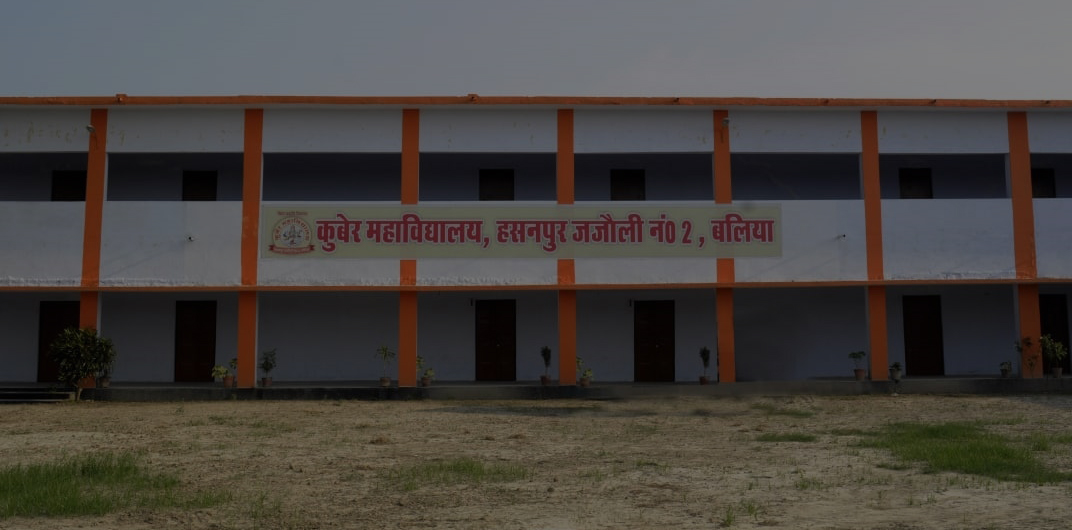 कुबेर महाविद्यालय, हसनपुर जजौली नं0 2 , बलिया